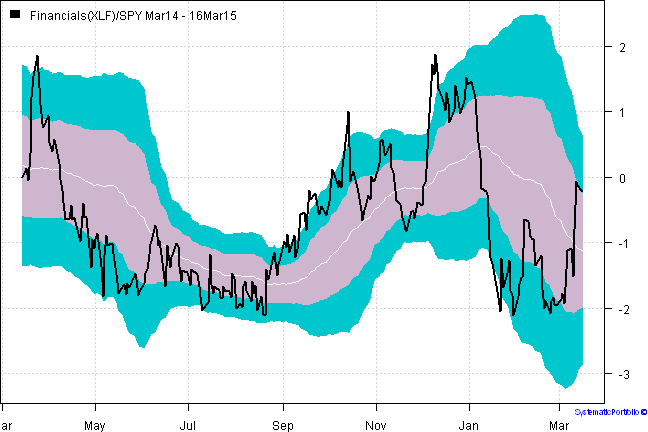 Financials(XLF)/SPY Mar14 - 16Mar15
2
1
0
-1
-2
-3
ar May Jul Sep Nov Jan Mar
SystematicPortfolio ©